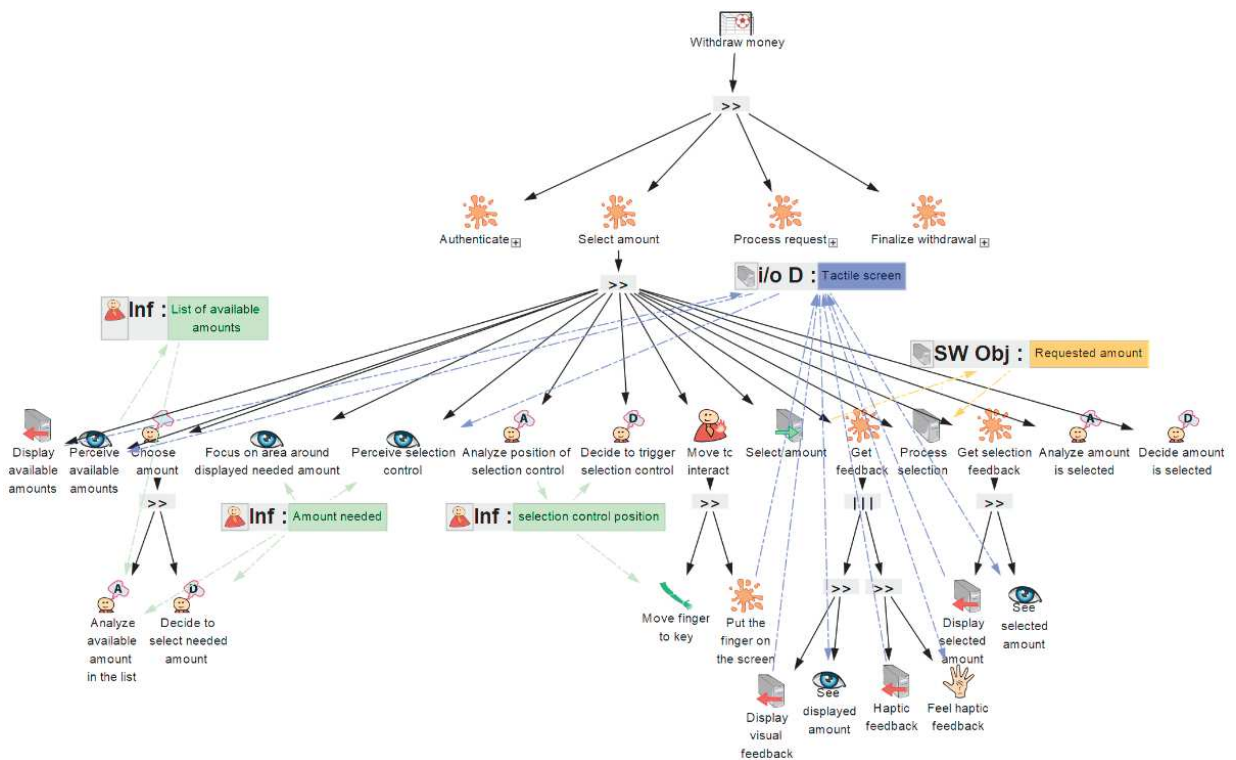 Withdraw money
>>
Authenticate
Select amount
Process request
Finalize withdrawal
>>
i/o D : Tactile screen
Inf : List of available
amounts
SW Obj : Requested amount
Display
available
amounts
Perceive
available
amounts
Choose
amount
Focus on area around
displayed needed amount
Perceive selection
control
A
Analyze position of
selection control
D
Decide to trigger
selection control
Move to
interact
Select amount
Get
feedback
Process
selection
Get selection
feedback
A
Analyze amount
is selected
D
Decide amount
is selected
>>
Inf : Amount needed
Inf : selection control position
>>
|||
>>
A
Analyze
available
amount
in the list
D
Decide to
select needed
amount
Move finger
to key
Put the
finger on
the screen
>>
>>
Display
selected
amount
See
selected
amount
Display
visual
feedback
See
displayed
amount
Haptic
feedback
Feel haptic
feedback